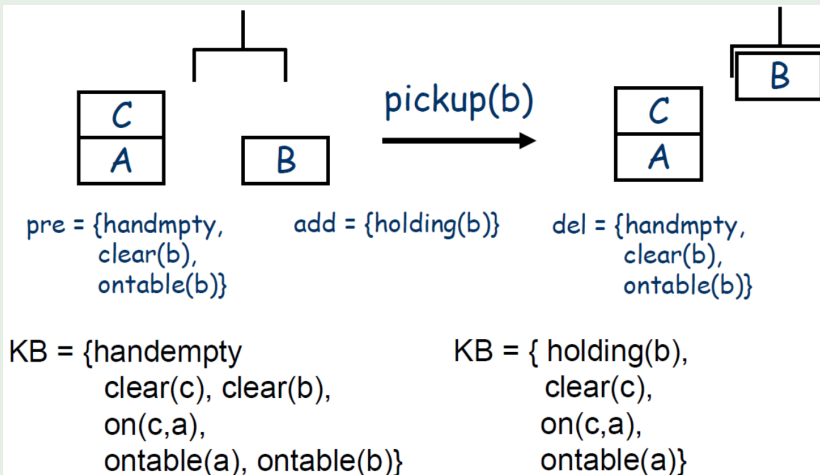 C
A
B
pickup(b)
B
C
A
pre = {handmpty,
clear(b),
ontable(b)}
add = {holding(b)}
del = {handmpty,
clear(b),
ontable(b)}
KB = {handempty
clear(c), clear(b),
on(c,a),
ontable(a), ontable(b)}
KB = { holding(b),
clear(c),
on(c,a),
ontable(a)}